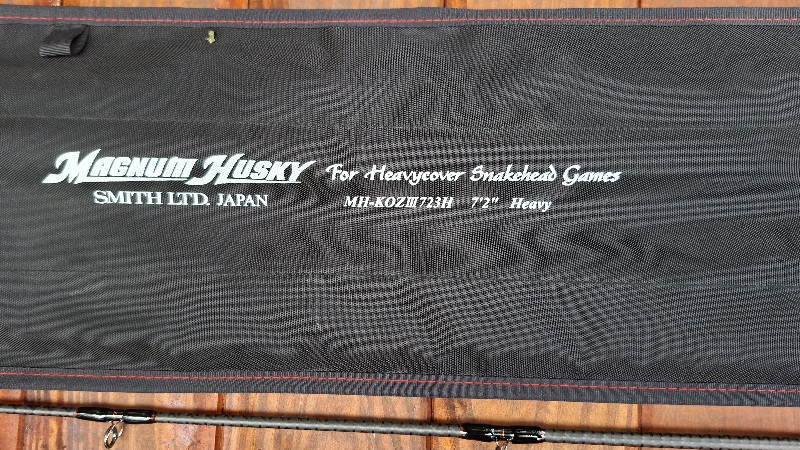 MAGNUM HUSKY For Heavycover Snakehead Games
SMITH LTD. JAPAN MH-KOZⅢ723H 7'2" Heavy